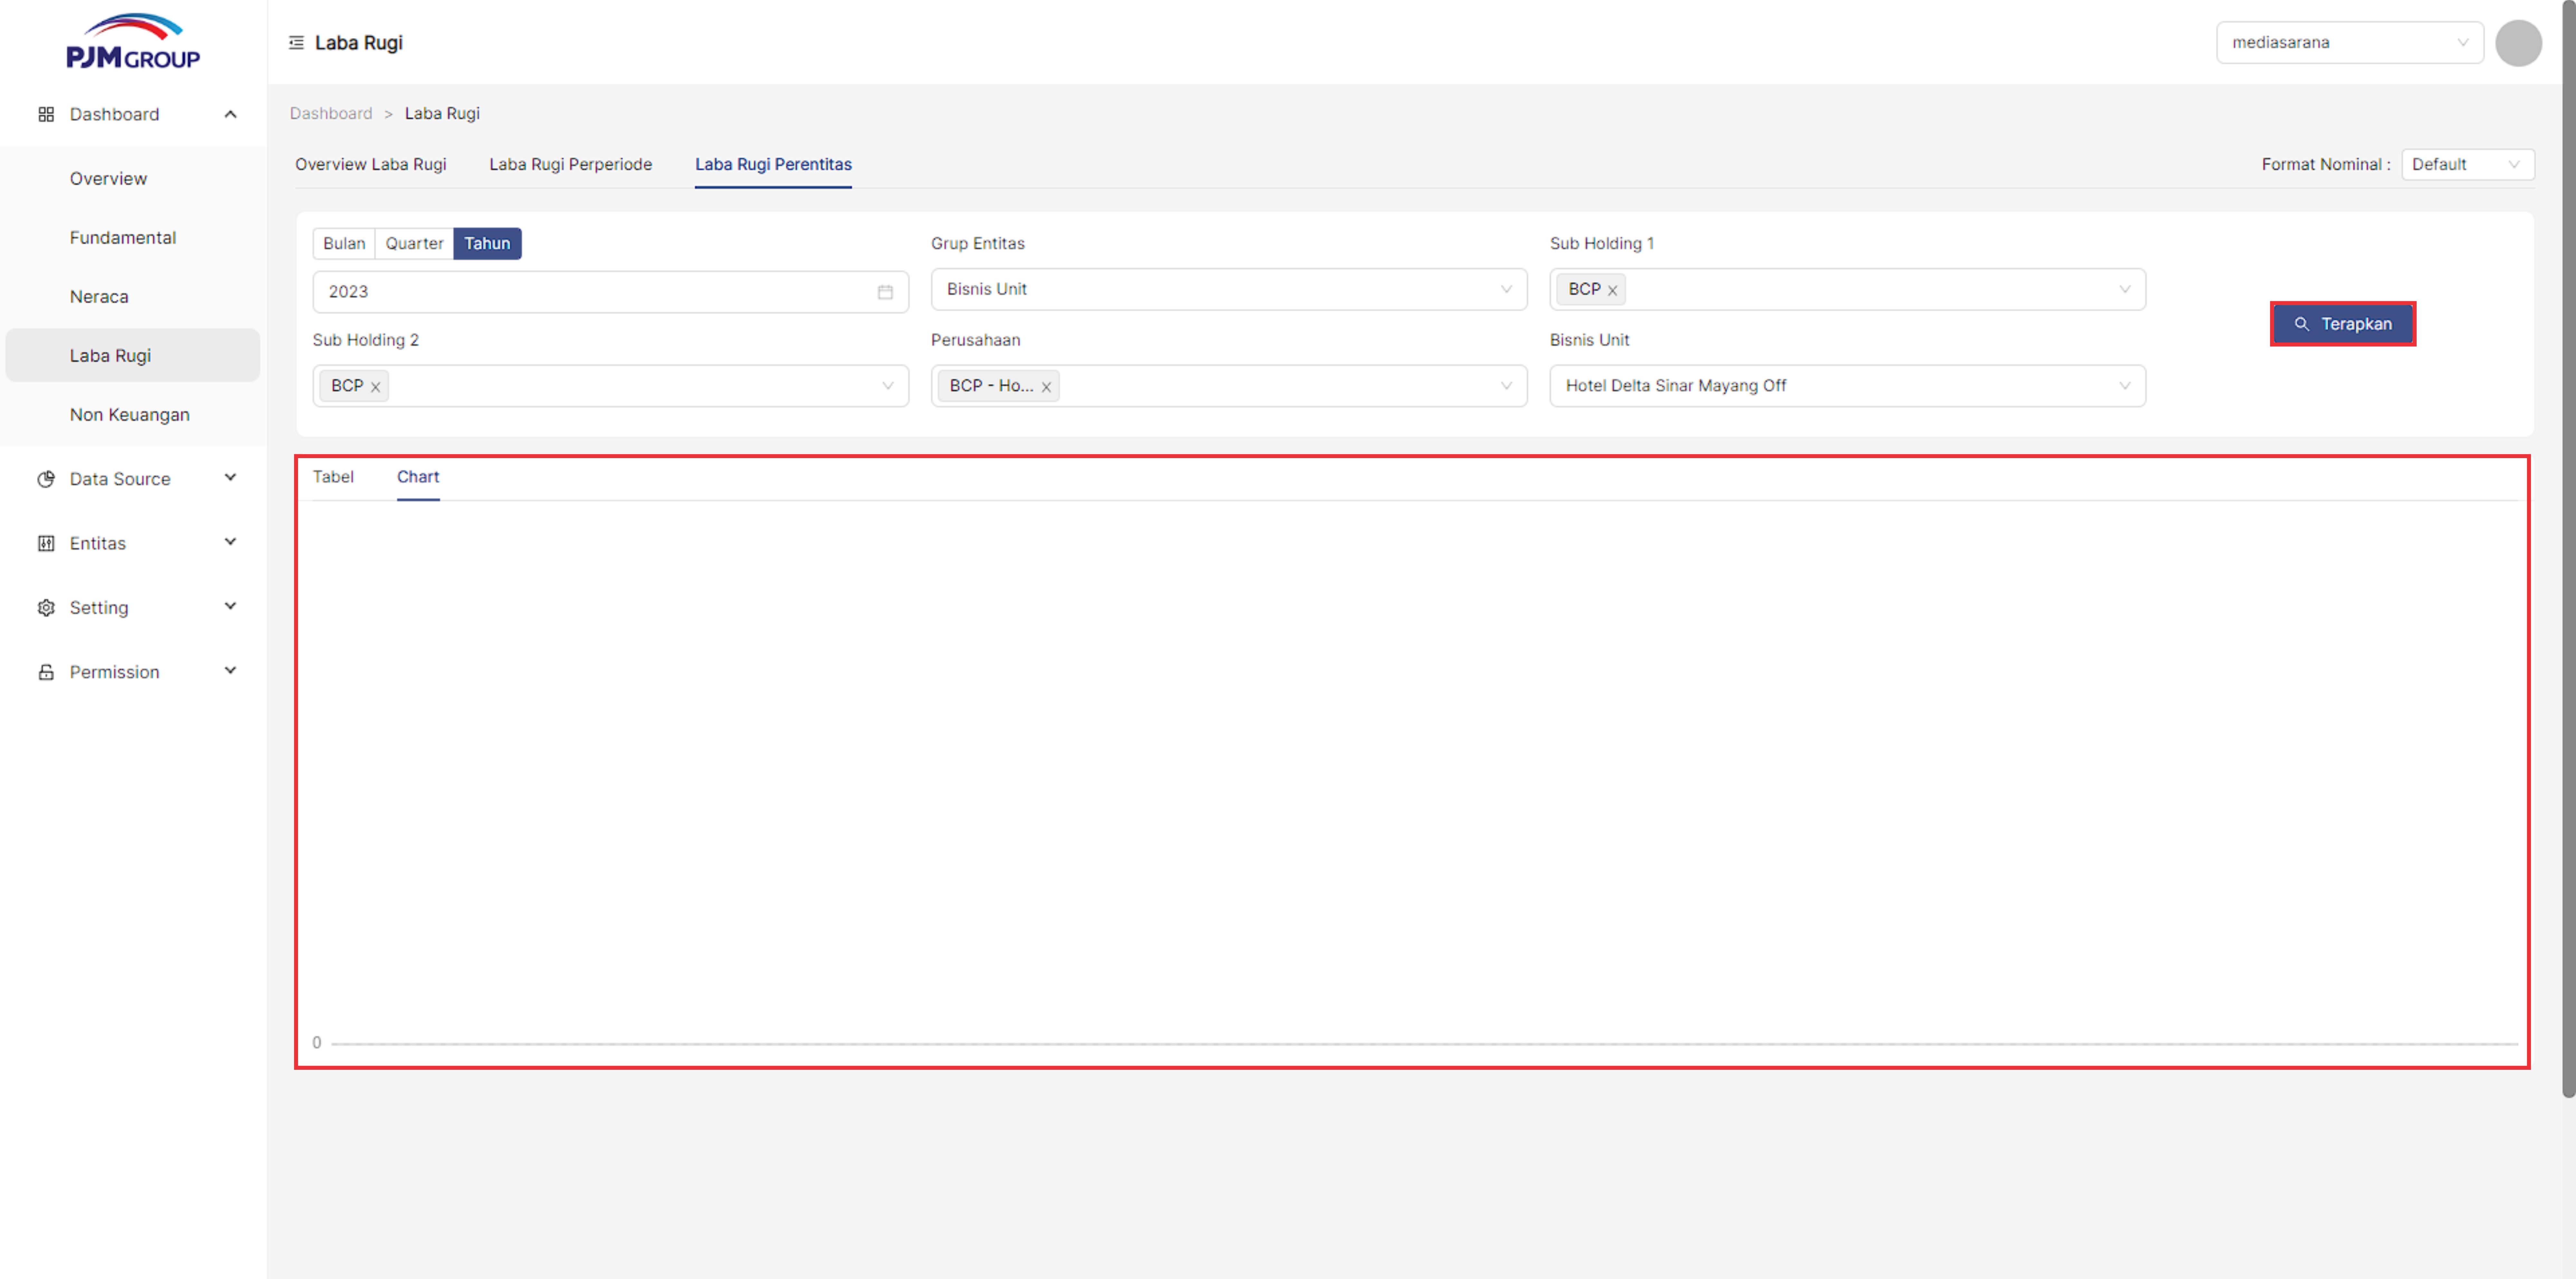 PJM GROUP
Laba Rugi
mediasarana
Dashboard
Overview
Fundamental
Neraca
Laba Rugi
Non Keuangan
Data Source
Entitas
Setting
Permission
Dashboard > Laba Rugi
Overview Laba Rugi Laba Rugi Perperiode Laba Rugi Perentitas
Format Nominal : Default
Bulan Quarter Tahun
2023
Grup Entitas
Bisnis Unit
Sub Holding 1
BCP
Sub Holding 2
BCP
Perusahaan
BCP - Ho...
Bisnis Unit
Hotel Delta Sinar Mayang Off
Terapkan
Tabel Chart
0